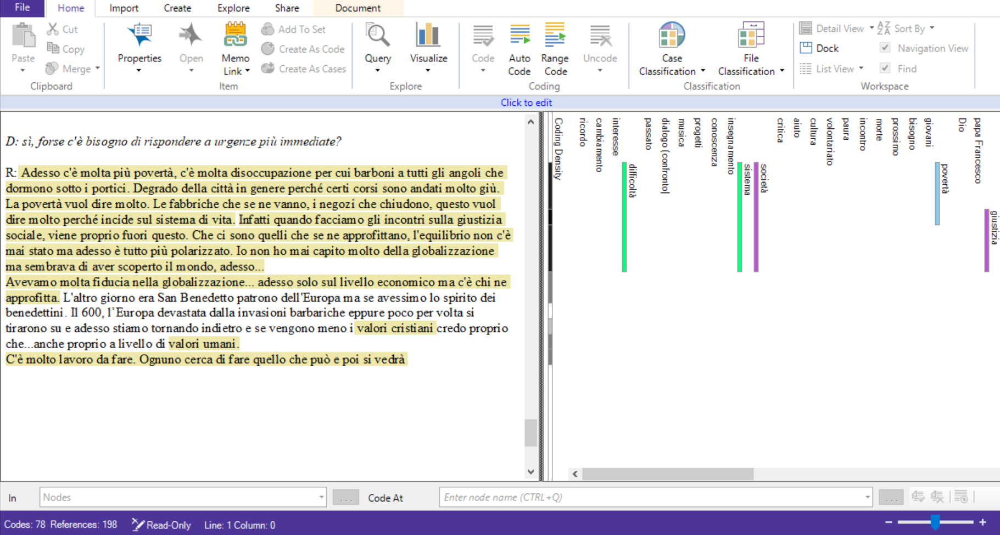 File Home Import Create Explore Share Document
Paste Cut Copy Merge
Clipboard
Properties Open Memo Link Add To Set Create As Code Create As Cases
Item
Query Visualize
Explore
Code Auto Code Range Code Uncode
Coding
Case Classification File Classification
Classification
Detail View Sort By
Dock Navigation View
List View Find
Workspace
Click to edit
D: sì, forse c'è bisogno di rispondere a urgenze più immediate?
R: Adesso c'è molta più povertà, c'è molta disoccupazione per cui barboni a tutti gli angoli che
dormono sotto i portici. Degrado della città in genere perché certi corsi sono andati molto giù.
La povertà vuol dire molto. Le fabbriche che se ne vanno, i negozi che chiudono, questo vuol
dire molto perché incide sul sistema di vita. Infatti quando facciamo gli incontri sulla giustizia
sociale, viene proprio fuori questo. Che ci sono quelli che se ne approfittano, l'equilibrio non c'è
mai stato ma adesso è tutto più polarizzato. Io non ho mai capito molto della globalizzazione
ma sembrava di aver scoperto il mondo, adesso...
Avevamo molta fiducia nella globalizzazione... adesso solo sul livello economico ma c'è chi ne
approfitta. L'altro giorno era San Benedetto patrono dell'Europa ma se avessimo lo spirito dei
benedettini. Il 600, l’Europa devastata dalla invasioni barbariche eppure poco per volta si
tirarono su e adesso stiamo tornando indietro e se vengono meno i valori cristiani credo proprio
che...anche proprio a livello di valori umani.
C'è molto lavoro da fare. Ognuno cerca di fare quello che può e poi si vedrà
Coding Density
ricordo
cambiamento
interesse
difficoltà
passato
dialogo (confronto|
musica
progetti
conoscenza
insegnamento
sistema
società
critica
aiuto
cultura
volontariato
paura
incontro
morte
prossimo
bisogno
giovani
povertà
Dio
papa Francesco
giustizia
In Nodes ... Code At Enter node name (CTRL+Q) ...
Codes: 78 References: 198 Read-Only Line: 1 Column: 0